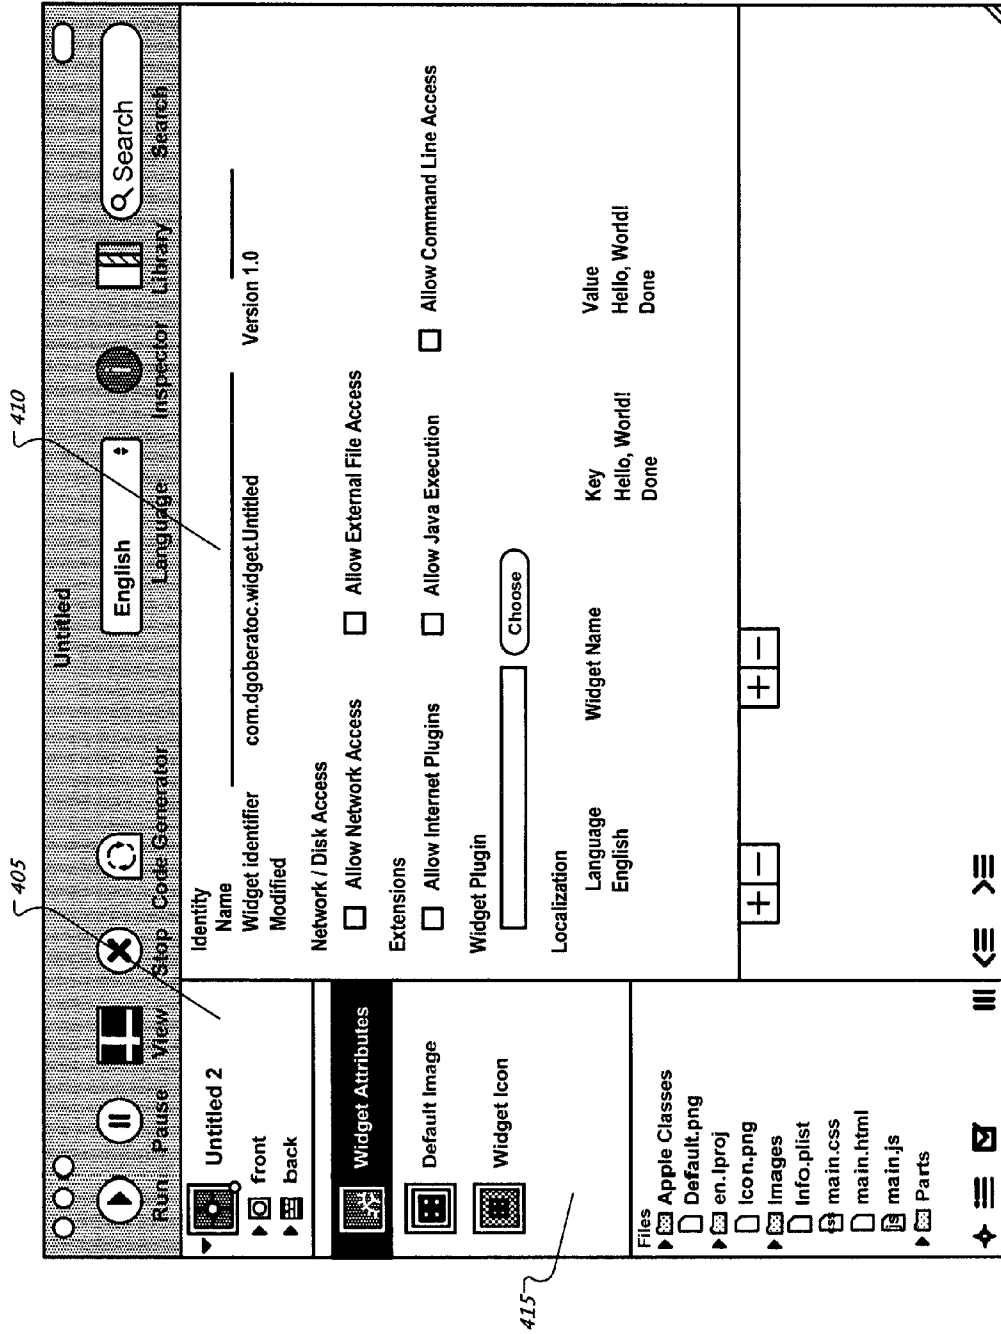 405
410
415
Untitled
English
Search
Run Pause View Stop Code Generator Language Inspector Library Search
Untitled 2
front
back
Widget Attributes
Default Image
Widget Icon
Files
Apple Classes
Default.png
en.lproj
Icon.png
Images
Info.plist
main.css
main.html
main.js
Parts
Identity
Name
Widget identifier com.dgoberatoc.widget.Untitled Version 1.0
Modified
Network / Disk Access
Allow Network Access Allow External File Access
Extensions
Allow Internet Plugins Allow Java Execution Allow Command Line Access
Widget Plugin
Choose
Localization
Language Widget Name Key Value
English Hello, World! Hello, World!
Done Done